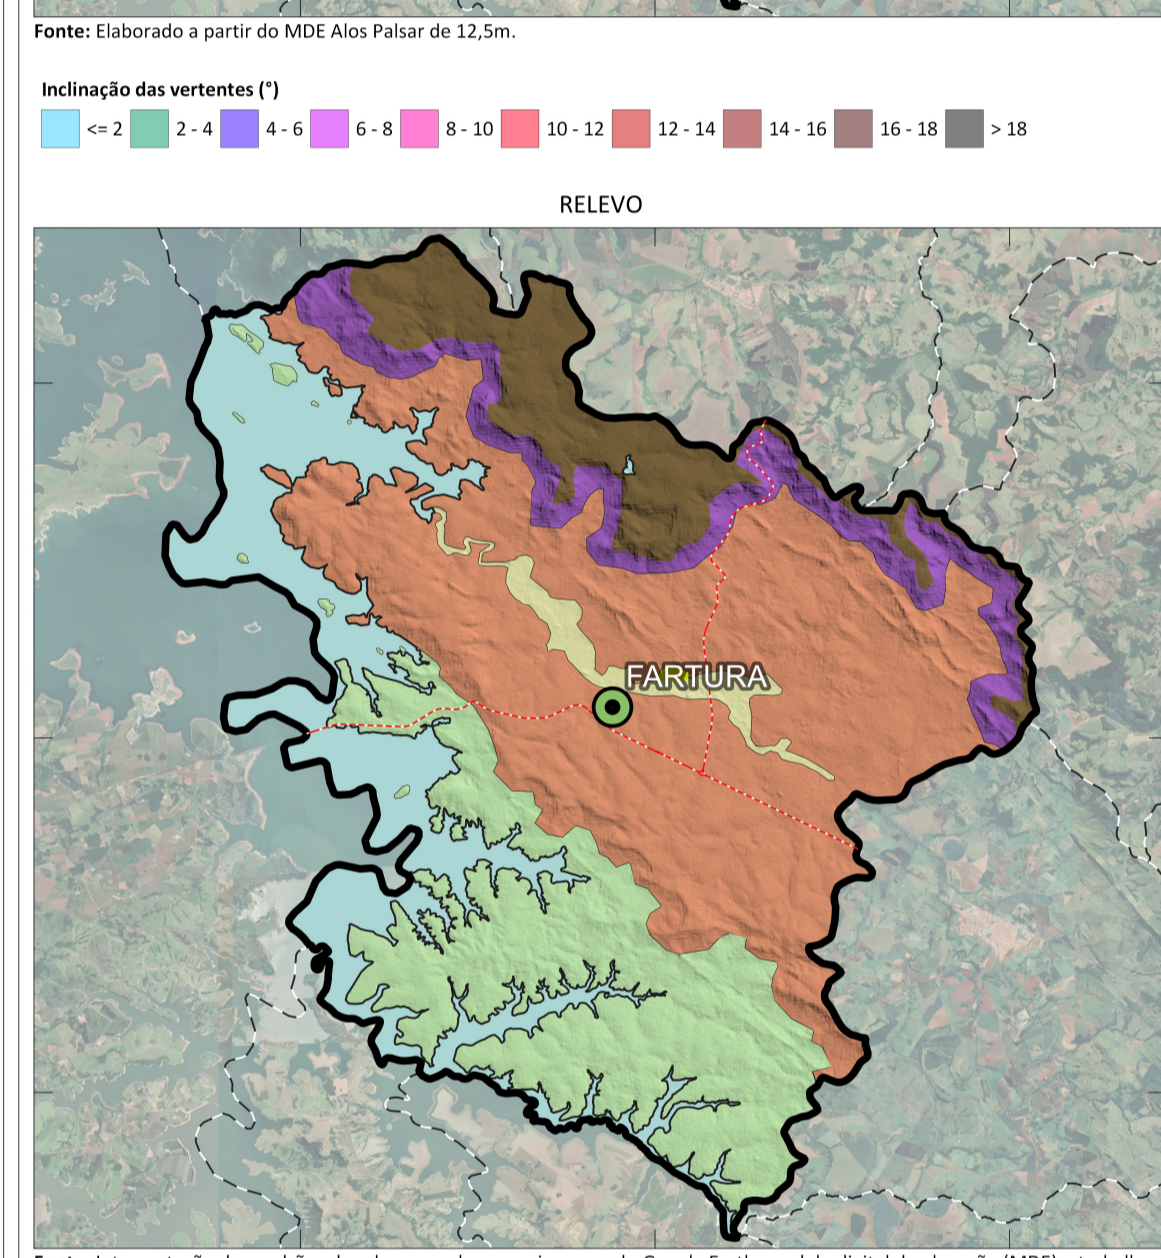 Fonte: Elaborado a partir do MDE Alos Palsar de 12,5m.
Inclinação das vertentes (°)
<= 2 2 - 4 4 - 6 6 - 8 8 - 10 10 - 12 12 - 14 14 - 16 16 - 18 > 18
RELEVO
FARTURA